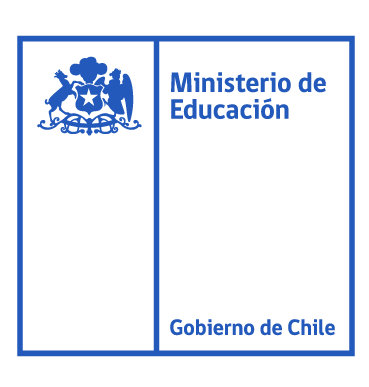 Ministerio de
Educación
Gobierno de Chile